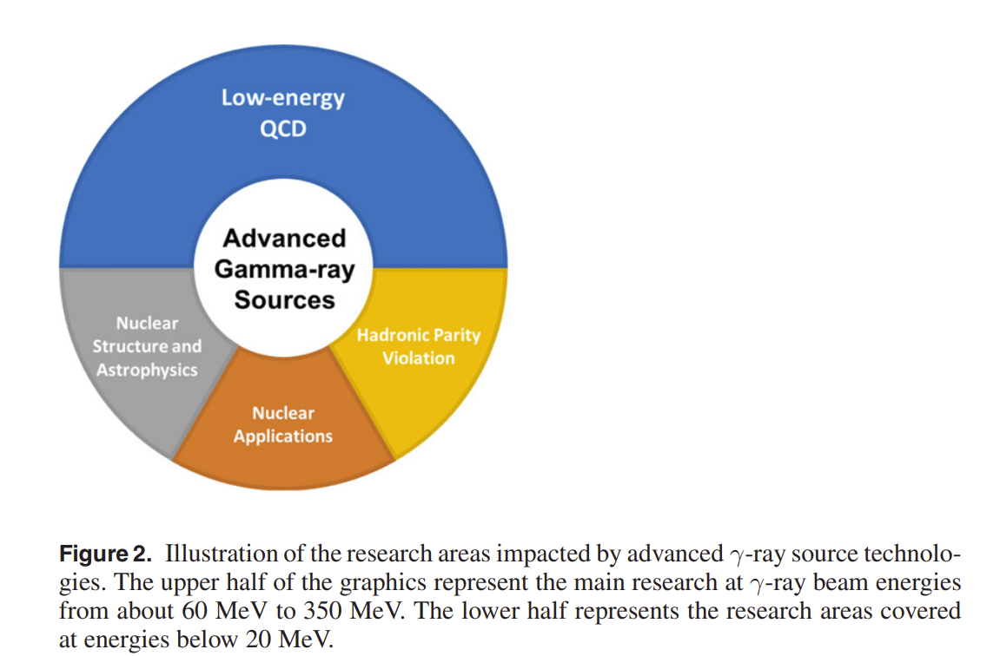 Low-energy
QCD
Advanced
Gamma-ray
Sources
Nuclear
Structure and
Astrophysics
Hadronic Parity
Violation
Nuclear
Applications
Figure 2. Illustration of the research areas impacted by advanced γ-ray source technolo-
gies. The upper half of the graphics represent the main research at γ-ray beam energies
from about 60 MeV to 350 MeV. The lower half represents the research areas covered
at energies below 20 MeV.